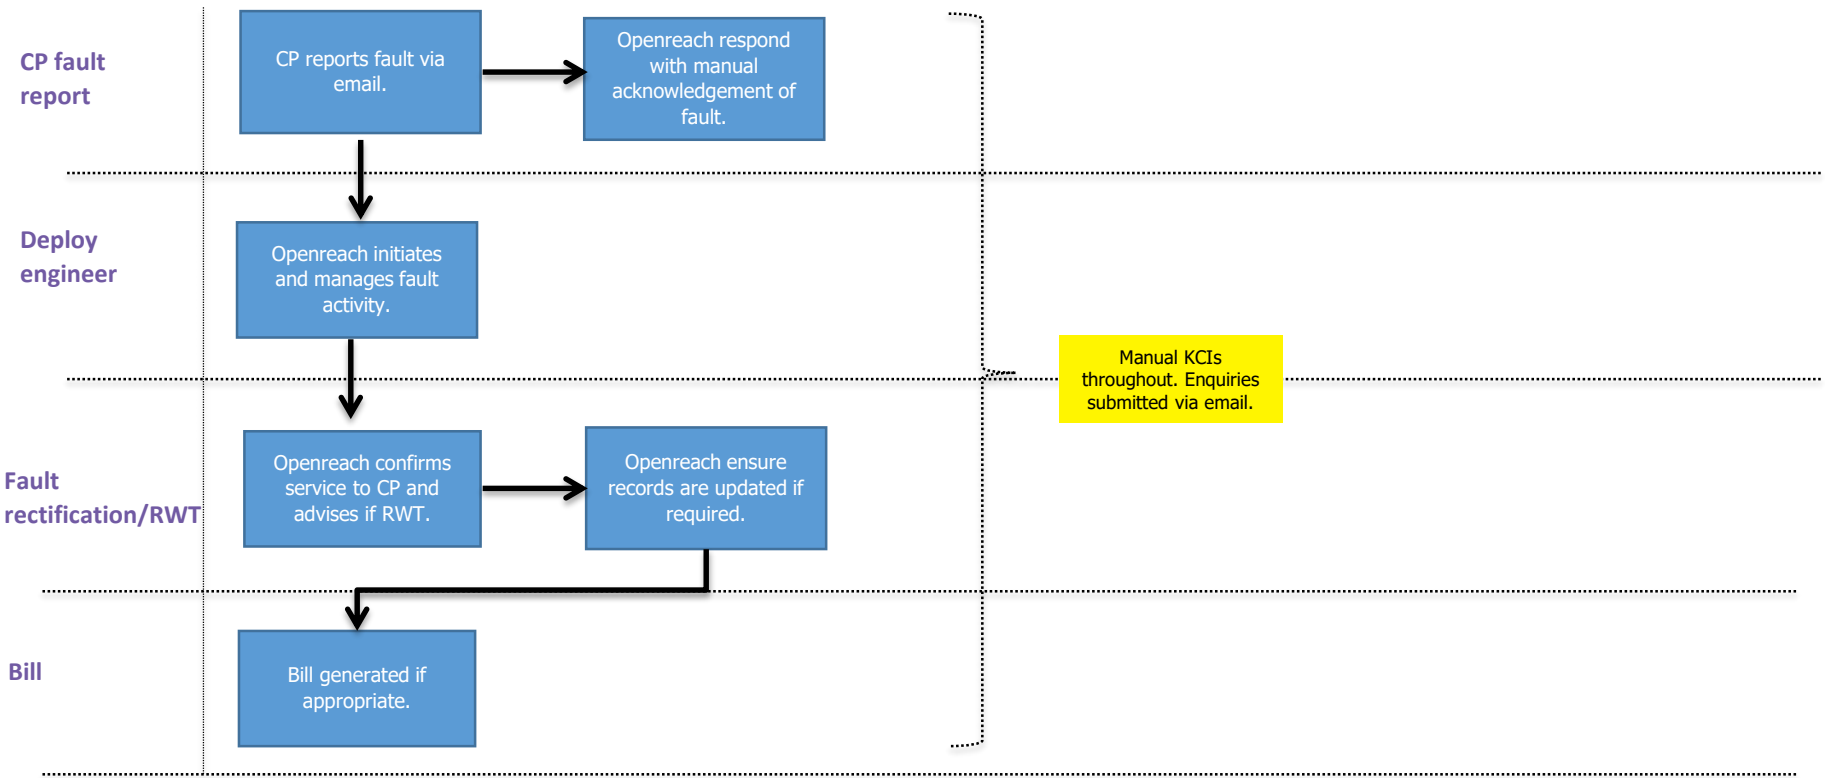 CP fault
report
CP reports fault via
email.
Openreach respond
with manual
acknowledgement of
fault.
Deploy
engineer
Openreach initiates
and manages fault
activity.
Manual KCIs
throughout. Enquiries
submitted via email.
Fault
rectification/RWT
Openreach confirms
service to CP and
advises if RWT.
Openreach ensure
records are updated if
required.
Bill
Bill generated if
appropriate.